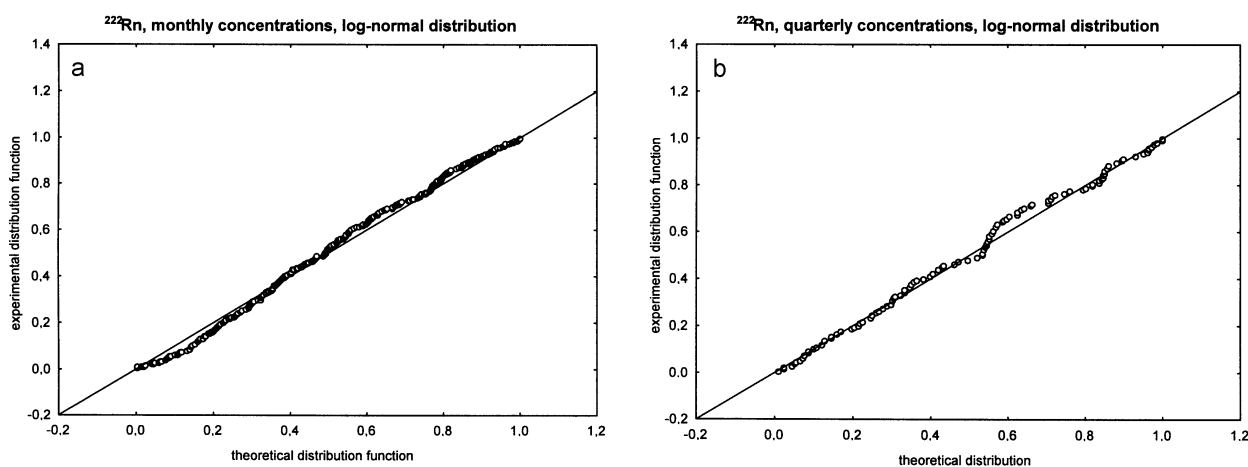 ²²²Rn, monthly concentrations, log-normal distribution
a
experimental distribution function
1.4
1.2
1.0
0.8
0.6
0.4
0.2
0.0
-0.2
-0.2 0.0 0.2 0.4 0.6 0.8 1.0 1.2
theoretical distribution function
²²²Rn, quarterly concentrations, log-normal distribution
b
experimental distribution function
1.4
1.2
1.0
0.8
0.6
0.4
0.2
0.0
-0.2
-0.2 0.0 0.2 0.4 0.6 0.8 1.0 1.2
theoretical distribution